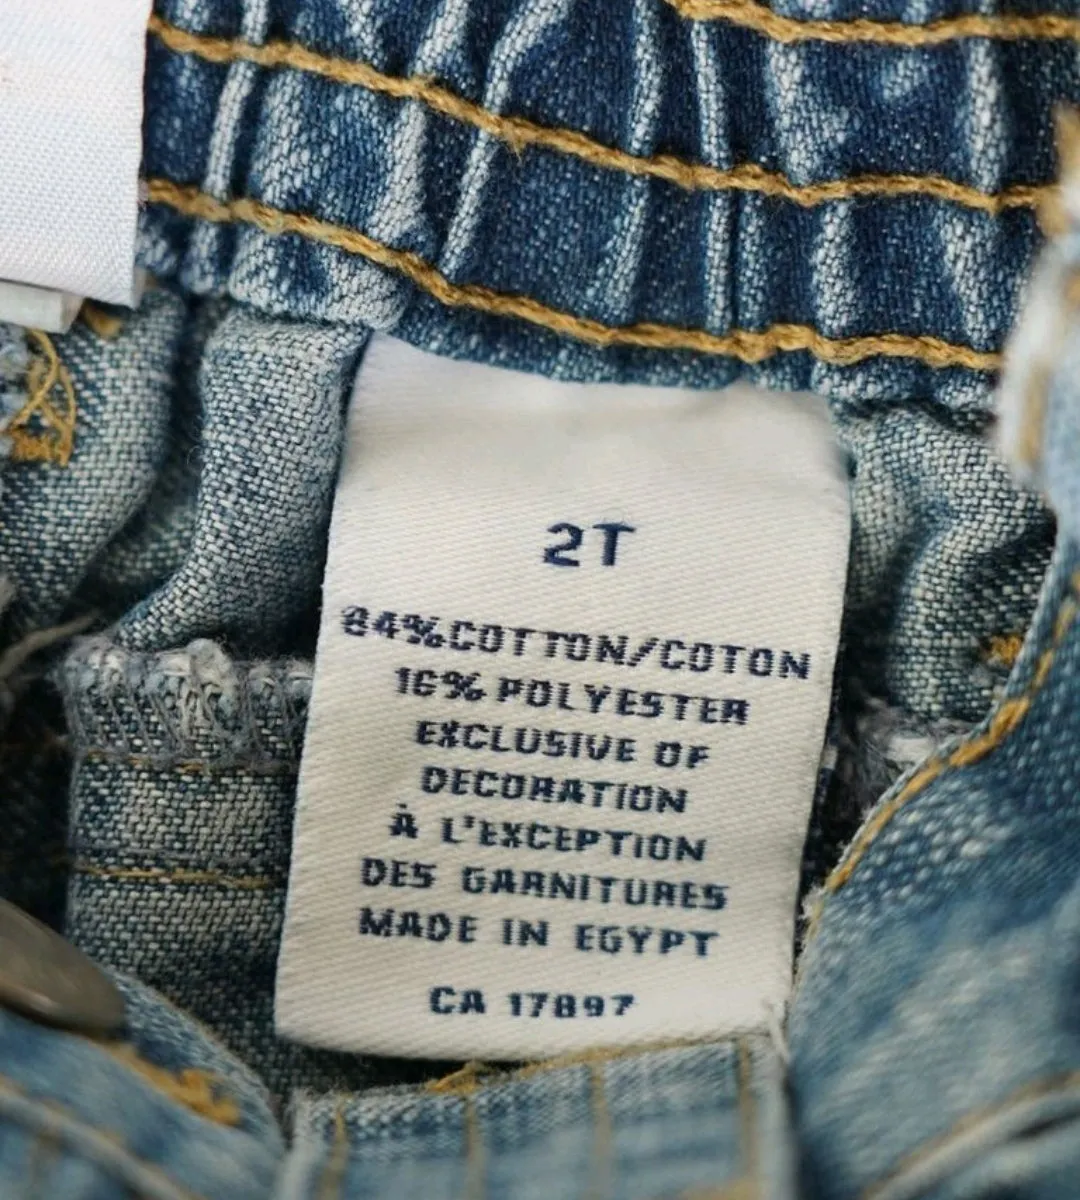 2T
84% COTTON/COTON
16% POLYESTER
EXCLUSIVE OF
DECORATION
À L'EXCEPTION
DES GARNITURES
MADE IN EGYPT
CA 17897